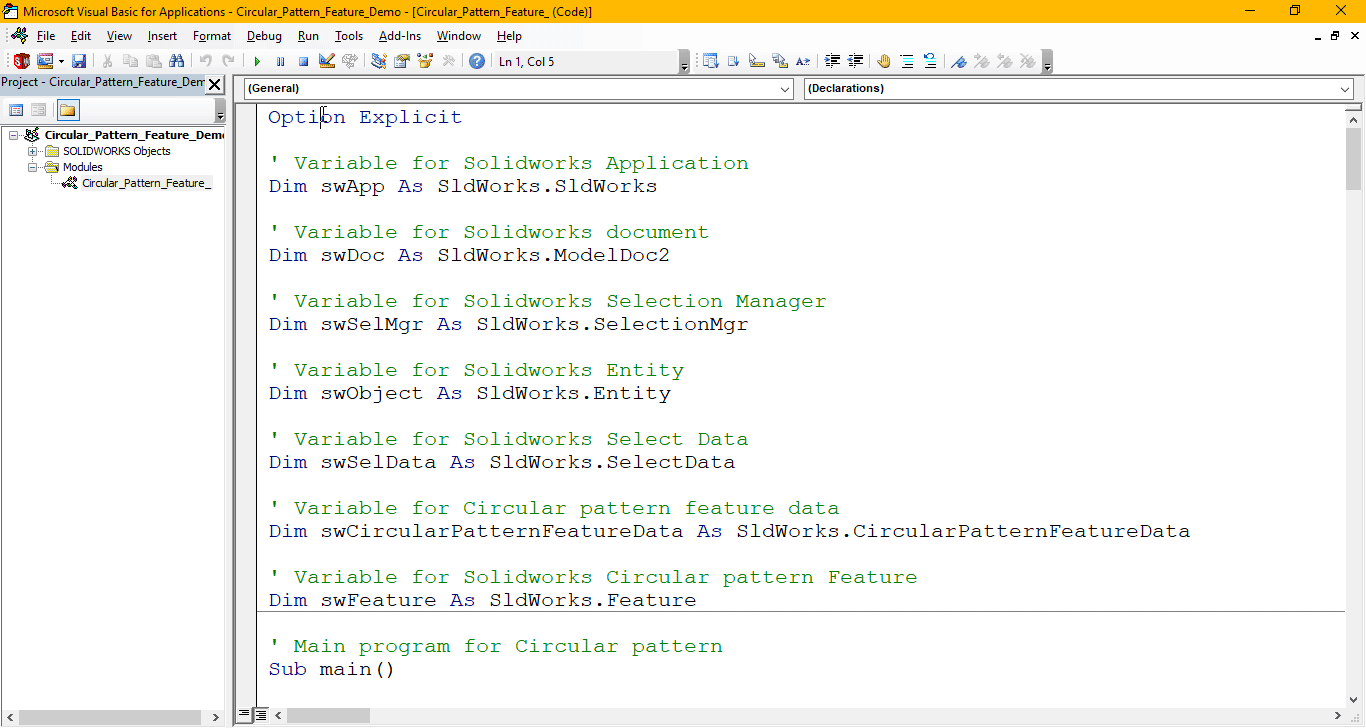 Microsoft Visual Basic for Applications - Circular_Pattern_Feature_Demo - [Circular_Pattern_Feature_ (Code)]
File Edit View Insert Format Debug Run Tools Add-Ins Window Help
Ln 1, Col 5
Project - Circular_Pattern_Feature_Dem
(General) (Declarations)
Circular_Pattern_Feature_Demo
SOLIDWORKS Objects
Modules
Circular_Pattern_Feature_
Option Explicit
' Variable for Solidworks Application
Dim swApp As SldWorks.SldWorks
' Variable for Solidworks document
Dim swDoc As SldWorks.ModelDoc2
' Variable for Solidworks Selection Manager
Dim swSelMgr As SldWorks.SelectionMgr
' Variable for Solidworks Entity
Dim swObject As SldWorks.Entity
' Variable for Solidworks Select Data
Dim swSelData As SldWorks.SelectData
' Variable for Circular pattern feature data
Dim swCircularPatternFeatureData As SldWorks.CircularPatternFeatureData
' Variable for Solidworks Circular pattern Feature
Dim swFeature As SldWorks.Feature
' Main program for Circular pattern
Sub main()